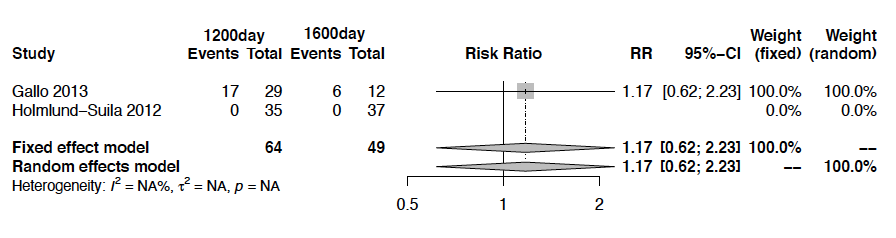 1200day 1600day Weight Weight
Study Events Total Events Total Risk Ratio RR 95%−CI (fixed) (random)
Gallo 2013 17 29 6 12 1.17 [0.62; 2.23] 100.0% 100.0%
Holmlund−Suila 2012 0 35 0 37 0.0% 0.0%
Fixed effect model 64 49 1.17 [0.62; 2.23] 100.0% −−
Random effects model 1.17 [0.62; 2.23] −− 100.0%
Heterogeneity: I² = NA%, τ² = NA, p = NA
0.5 1 2